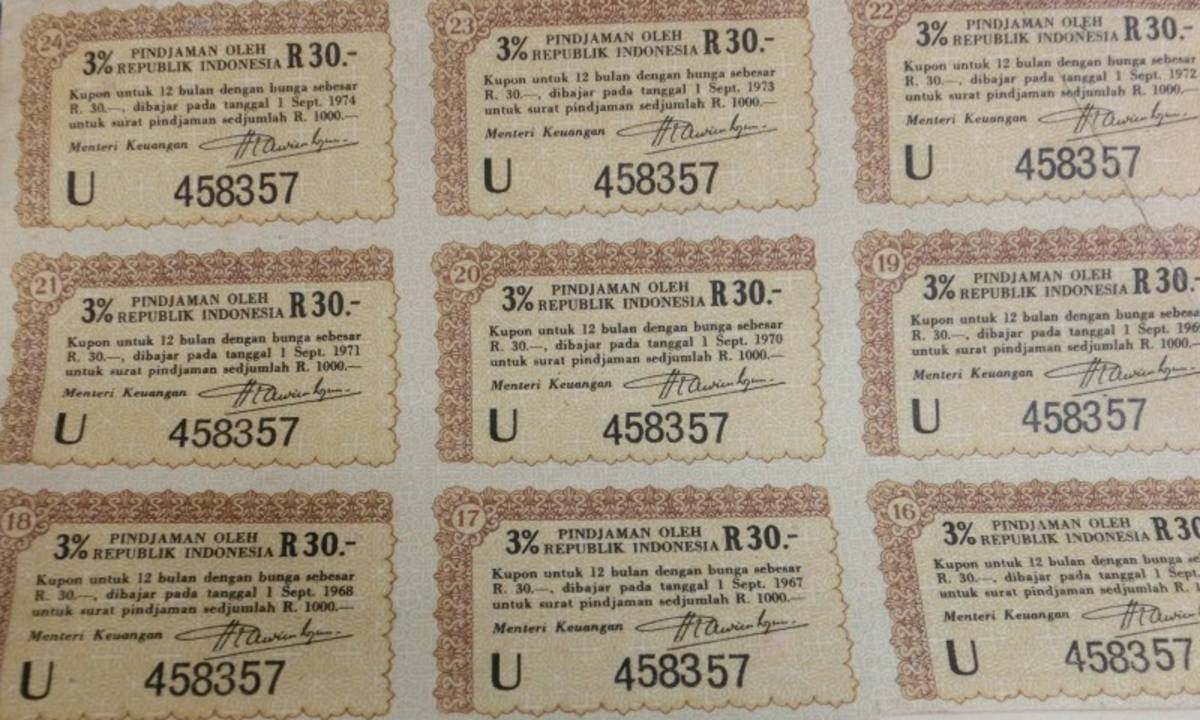 24
3% PINDJAMAN OLEH REPUBLIK INDONESIA R 30.-
Kupon untuk 12 bulan dengan bunga sebesar
R. 30.—, dibajar pada tanggal 1 Sept. 1974
untuk surat pindjaman sedjumlah R. 1000.—
Menteri Keuangan
U 458357
23
3% PINDJAMAN OLEH REPUBLIK INDONESIA R 30.-
Kupon untuk 12 bulan dengan bunga sebesar
R. 30.—, dibajar pada tanggal 1 Sept. 1973
untuk surat pindjaman sedjumlah R. 1000.—
Menteri Keuangan
U 458357
22
3% PINDJAMAN OLEH REPUBLIK INDONESIA R 30.-
Kupon untuk 12 bulan dengan bunga sebesar
R. 30.—, dibajar pada tanggal 1 Sept. 1972
untuk surat pindjaman sedjumlah R. 1000.—
Menteri Keuangan
U 458357
21
3% PINDJAMAN OLEH REPUBLIK INDONESIA R 30.-
Kupon untuk 12 bulan dengan bunga sebesar
R. 30.—, dibajar pada tanggal 1 Sept. 1971
untuk surat pindjaman sedjumlah R. 1000.—
Menteri Keuangan
U 458357
20
3% PINDJAMAN OLEH REPUBLIK INDONESIA R 30.-
Kupon untuk 12 bulan dengan bunga sebesar
R. 30.—, dibajar pada tanggal 1 Sept. 1970
untuk surat pindjaman sedjumlah R. 1000.—
Menteri Keuangan
U 458357
19
3% PINDJAMAN OLEH REPUBLIK INDONESIA R 30.-
Kupon untuk 12 bulan dengan bunga
R. 30.—, dibajar pada tanggal 1 Sept.
untuk surat pindjaman sedjumlah R. 1000.—
Menteri Keuangan
U 458357
18
3% PINDJAMAN OLEH REPUBLIK INDONESIA R 30.-
Kupon untuk 12 bulan dengan bunga sebesar
R. 30.—, dibajar pada tanggal 1 Sept. 1968
untuk surat pindjaman sedjumlah R. 1000.—
Menteri Keuangan
U 458357
17
3% PINDJAMAN OLEH REPUBLIK INDONESIA R 30.-
Kupon untuk 12 bulan dengan bunga sebesar
R. 30.—, dibajar pada tanggal 1 Sept. 1967
untuk surat pindjaman sedjumlah R. 1000.—
Menteri Keuangan
U 458357
16
3% PINDJAMAN OLEH REPUBLIK INDONESIA R 30
Kupon untuk 12 bulan dengan bunga
R. 30.—, dibajar pada tanggal 1 Sept.
untuk surat pindjaman sedjumlah R.
Menteri Keuangan
U 458357